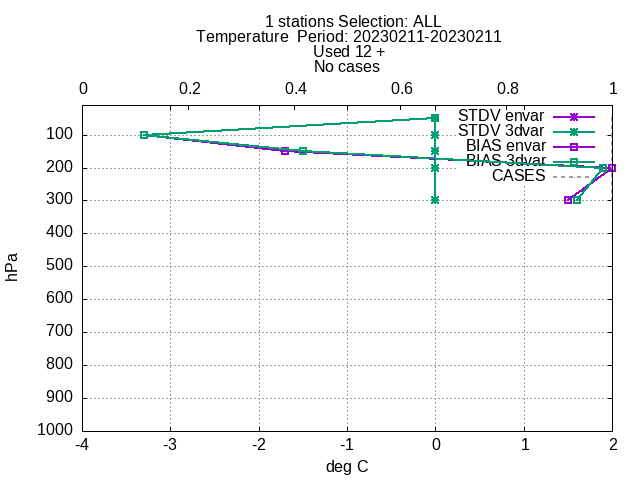 1 stations Selection: ALL
Temperature  Period: 20230211-20230211
Used 12 +
No cases
0 0.2 0.4 0.6 0.8 1
STDV envar
STDV 3dvar
BIAS envar
BIAS 3dvar
CASES
100
200
300
400
500
600
700
800
900
1000
hPa
-4 -3 -2 -1 0 1 2
deg C